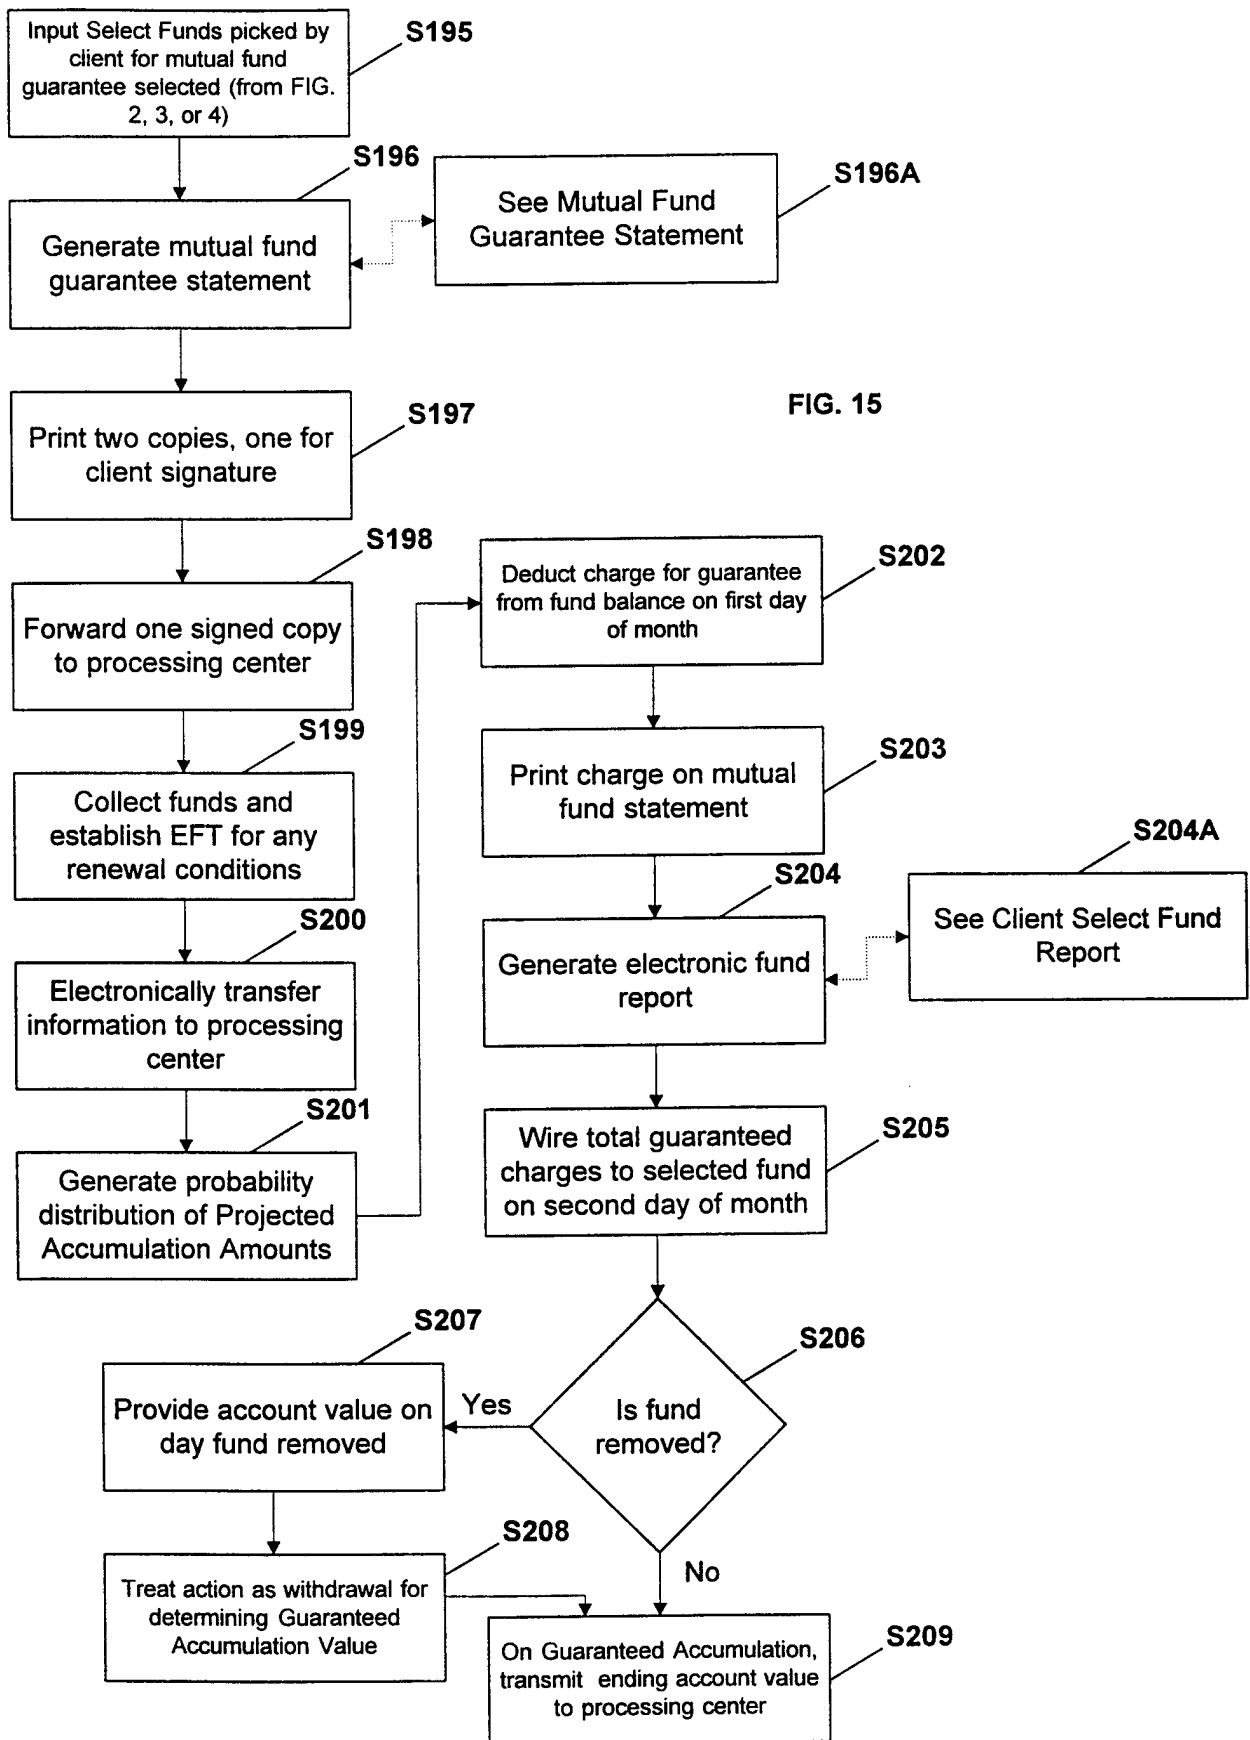 Input Select Funds picked by
client for mutual fund
guarantee selected (from FIG.
2, 3, or 4)
S195
S196
Generate mutual fund
guarantee statement
See Mutual Fund
Guarantee Statement
S196A
FIG. 15
S197
Print two copies, one for
client signature
S198
Forward one signed copy
to processing center
S199
Collect funds and
establish EFT for any
renewal conditions
S200
Electronically transfer
information to processing
center
S201
Generate probability
distribution of Projected
Accumulation Amounts
S202
Deduct charge for guarantee
from fund balance on first day
of month
S203
Print charge on mutual
fund statement
S204
Generate electronic fund
report
S204A
See Client Select Fund
Report
S205
Wire total guaranteed
charges to selected fund
on second day of month
S206
Is fund
removed?
Yes
No
S207
Provide account value on
day fund removed
S208
Treat action as withdrawal for
determining Guaranteed
Accumulation Value
S209
On Guaranteed Accumulation,
transmit ending account value
to processing center